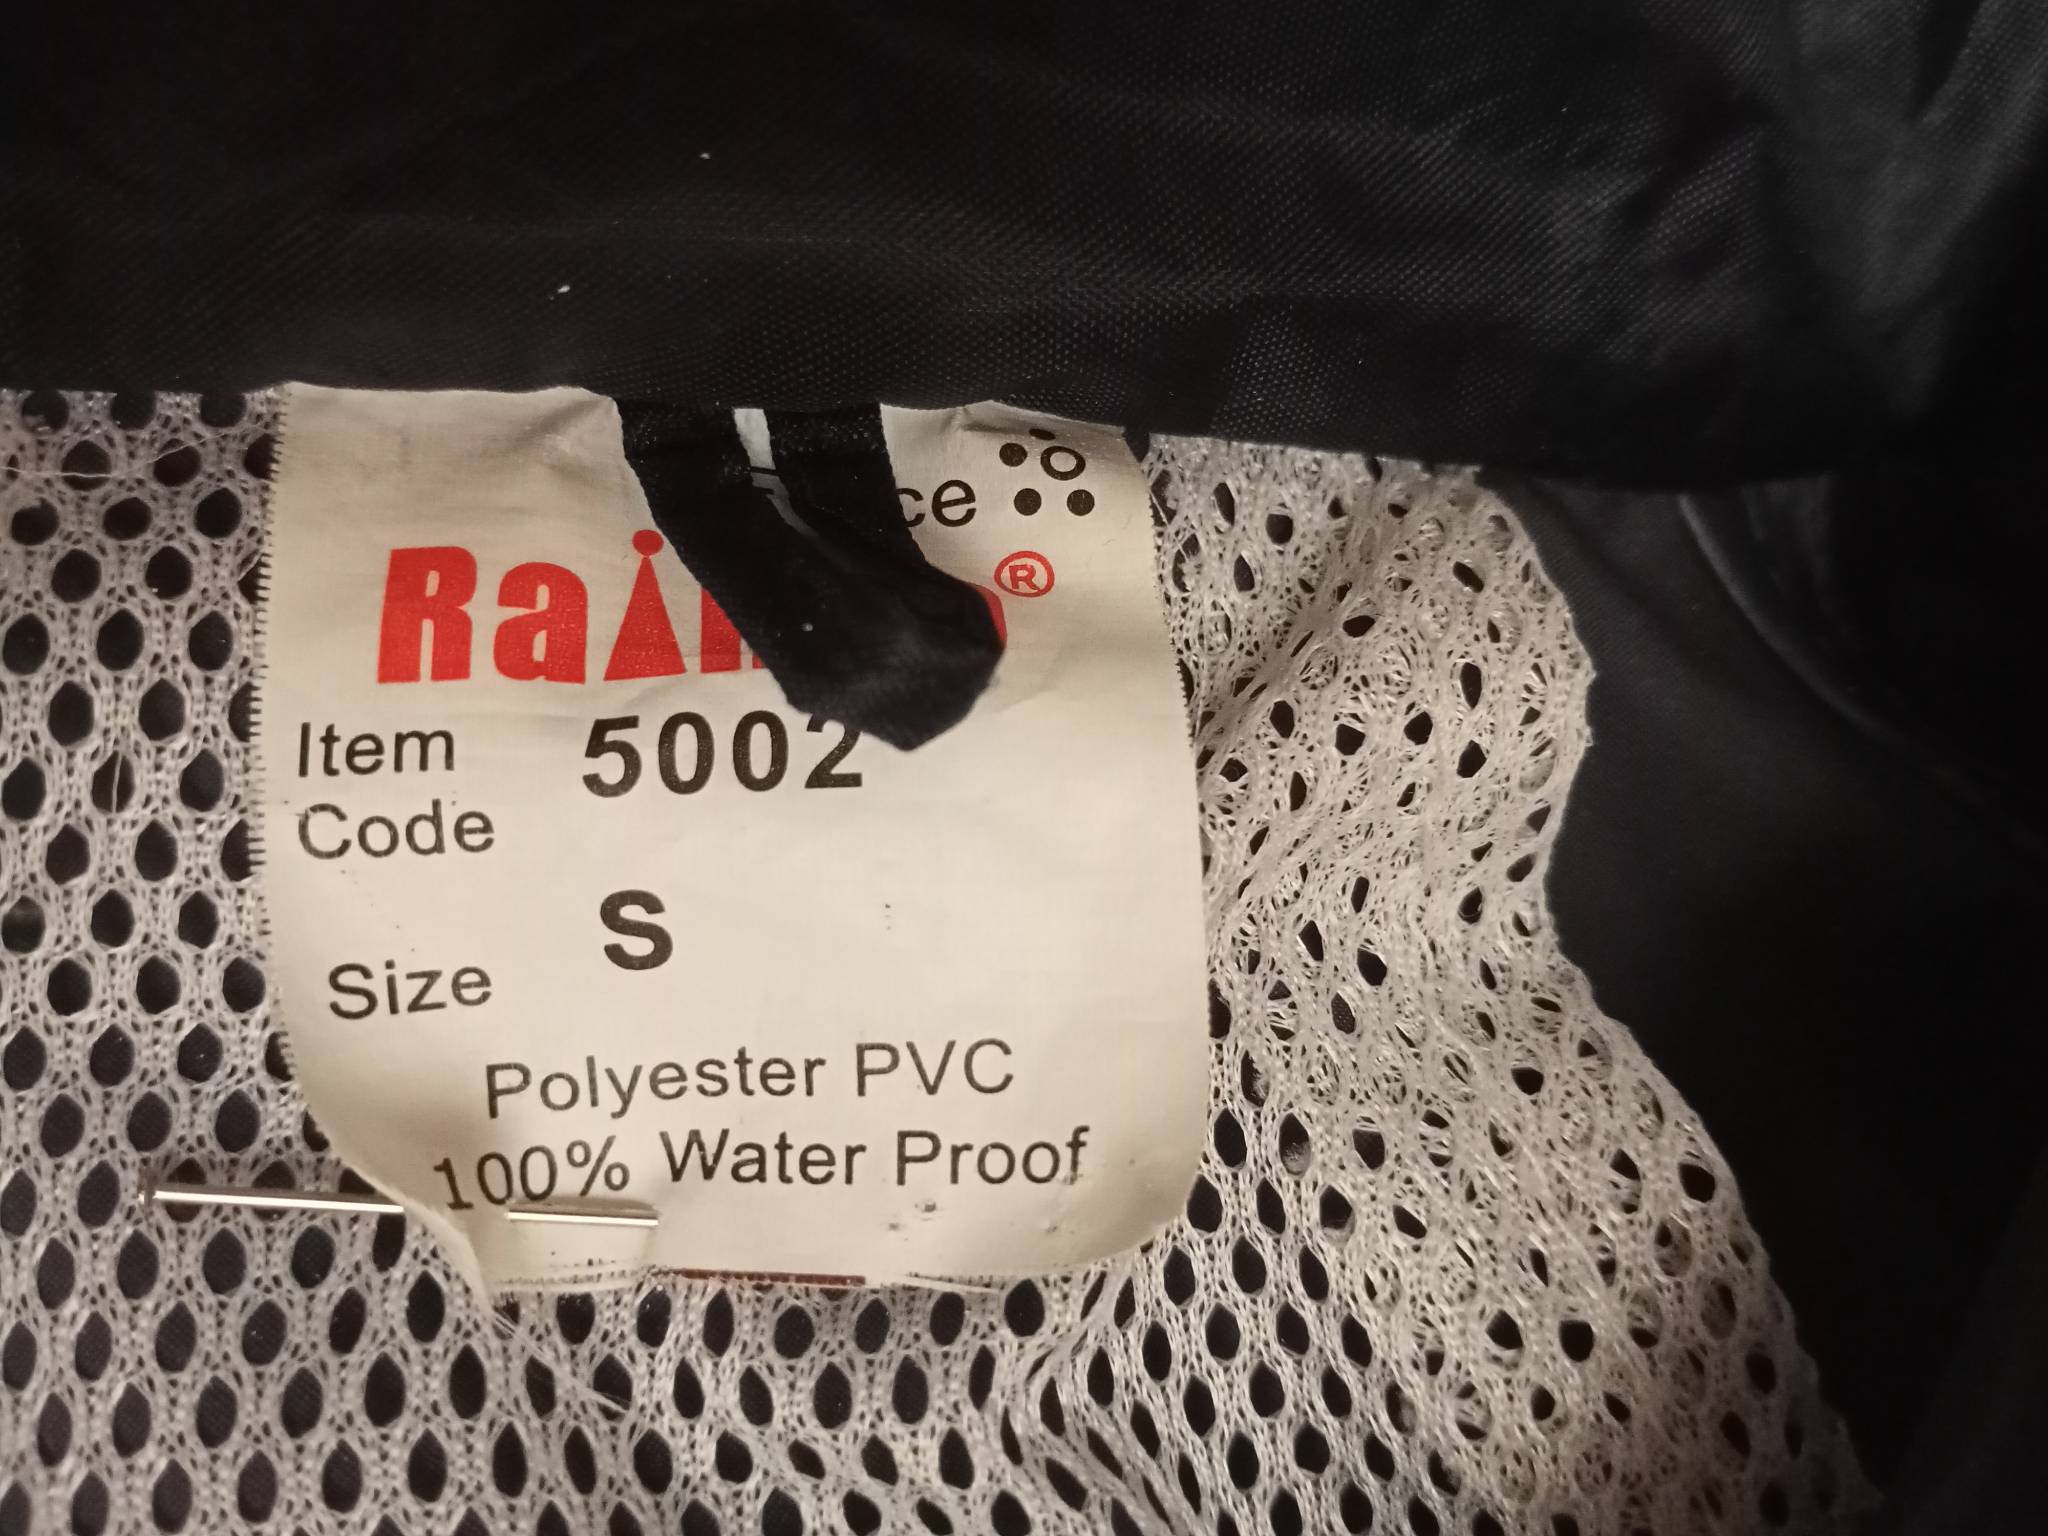 ®
Item 5002
Code
Size S
Polyester PVC
100% Water Proof